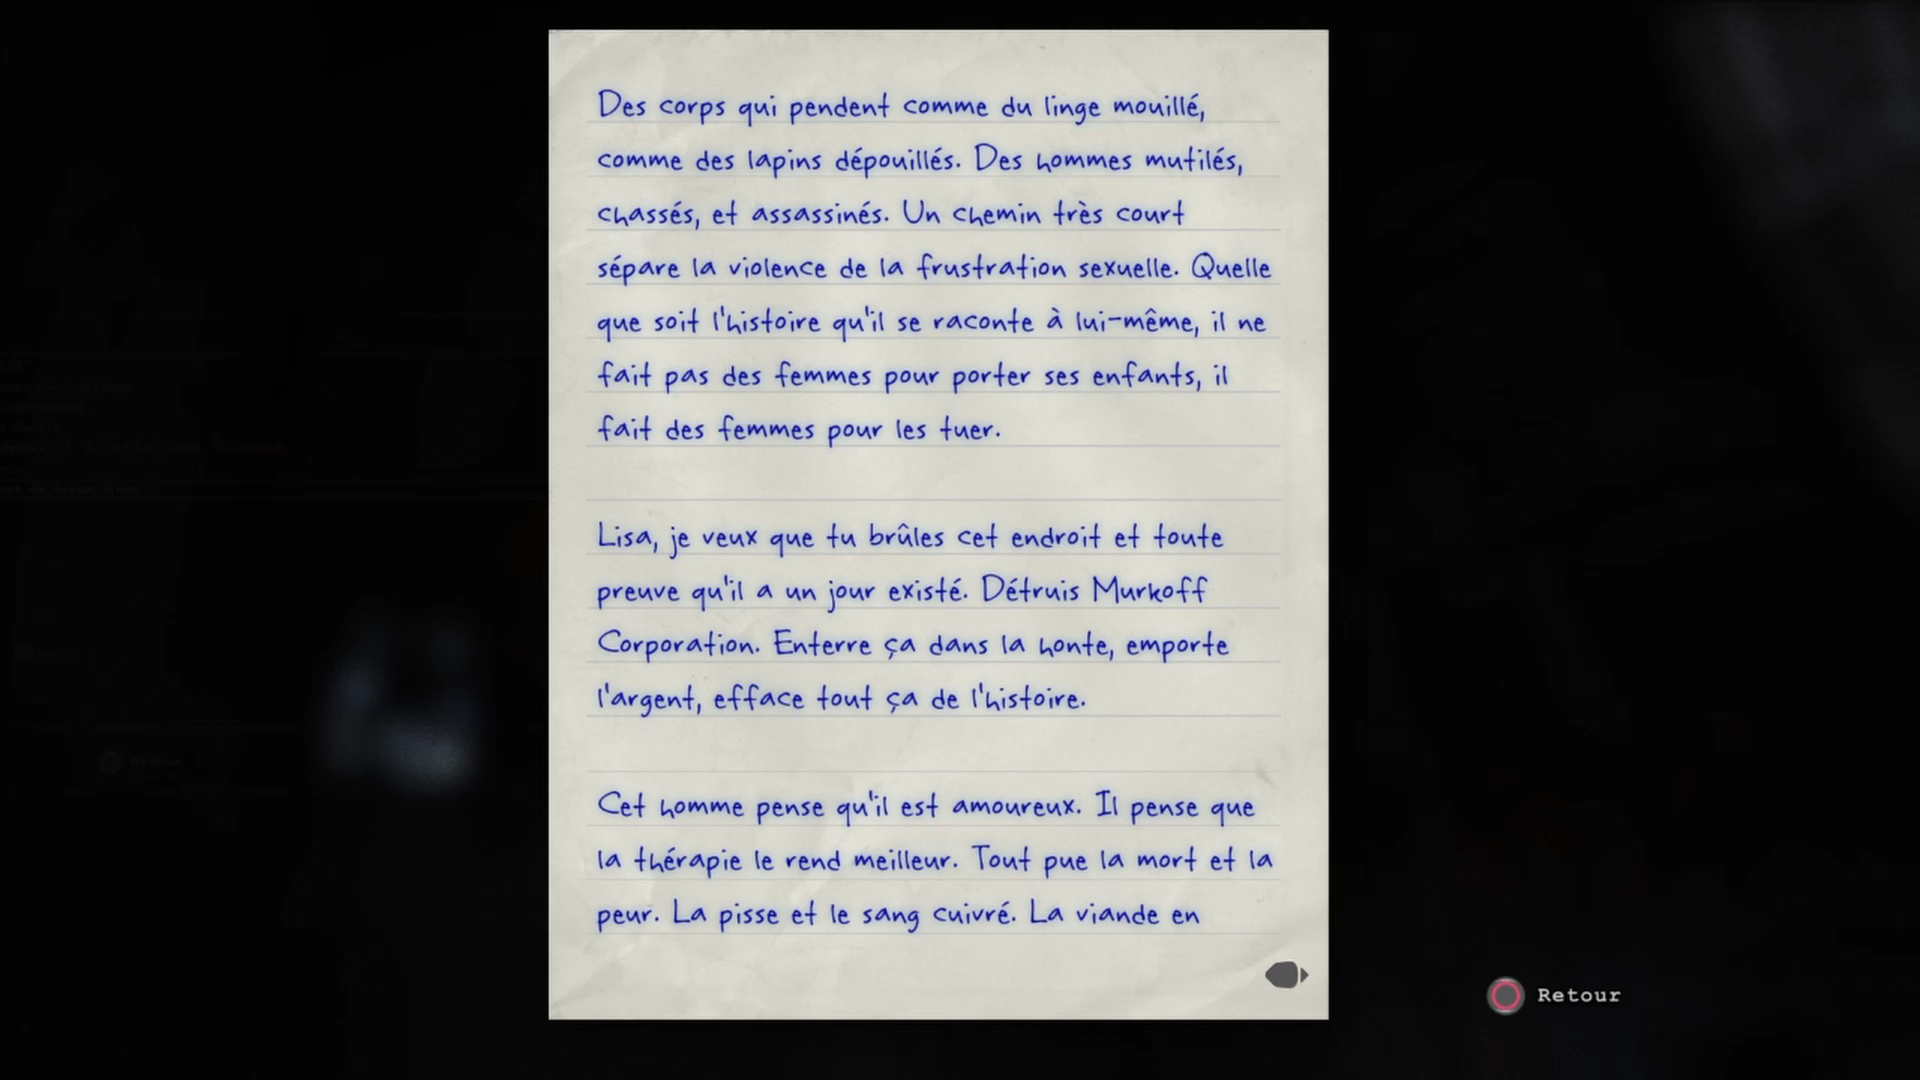 Des corps qui pendent comme du linge mouillé,
comme des lapins dépouillés. Des hommes mutilés,
chassés, et assassinés. Un chemin très court
sépare la violence de la frustration sexuelle. Quelle
que soit l'histoire qu'il se raconte à lui-même, il ne
fait pas des femmes pour porter ses enfants, il
fait des femmes pour les tuer.
Lisa, je veux que tu brûles cet endroit et toute
preuve qu'il a un jour existé. Détruis Murkoff
Corporation. Enterre ça dans la honte, emporte
l'argent, efface tout ça de l'histoire.
Cet homme pense qu'il est amoureux. Il pense que
la thérapie le rend meilleur. Tout pue la mort et la
peur. La pisse et le sang cuivré. La viande en
Retour